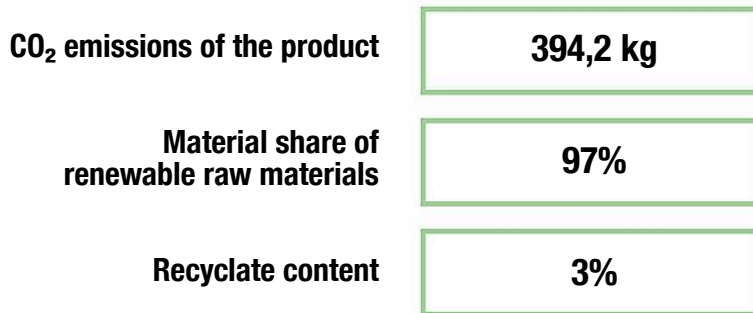 CO₂ emissions of the product
394,2 kg
Material share of
renewable raw materials
97%
Recyclate content
3%